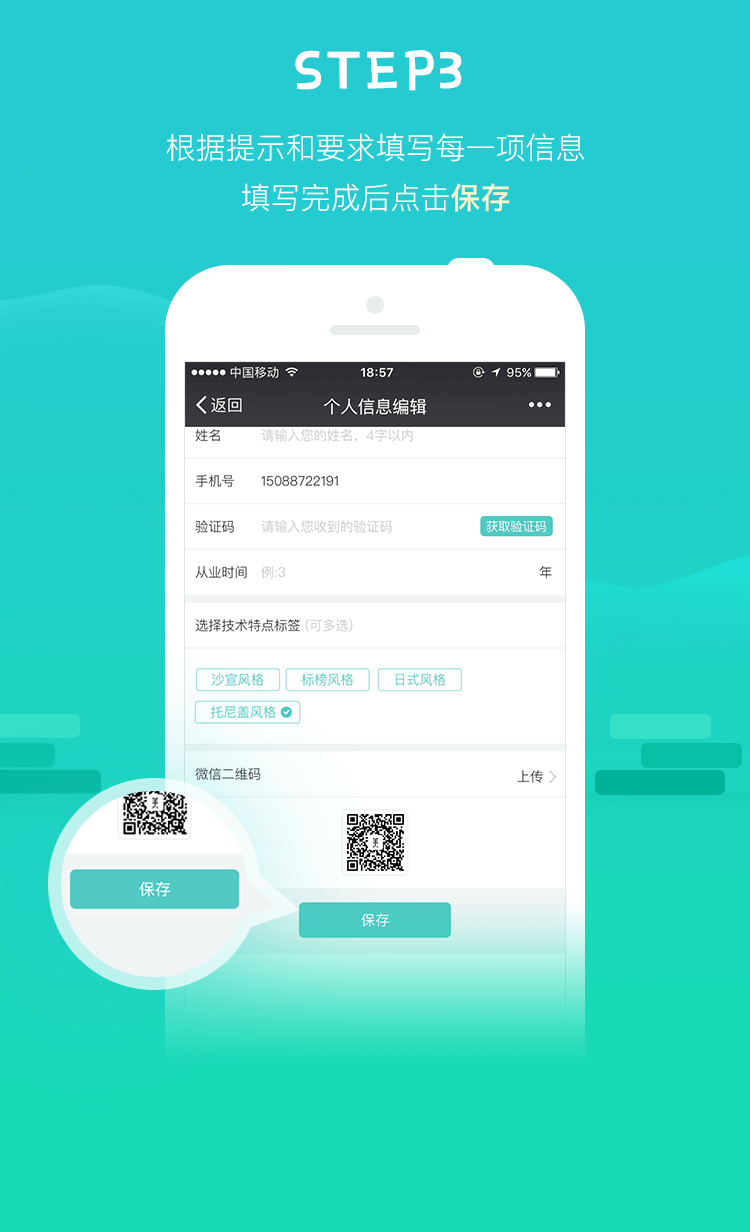 STEP3
根据提示和要求填写每一项信息
填写完成后点击保存
中国移动 18:57 95%
返回 个人信息编辑
姓名 请输入您的姓名，4字以内
手机号 15088722191
验证码 请输入您收到的验证码 获取验证码
从业时间 例:3 年
选择技术特点标签 (可多选)
沙宣风格 标榜风格 日式风格
托尼盖风格
微信二维码 上传
美
美
保存
保存